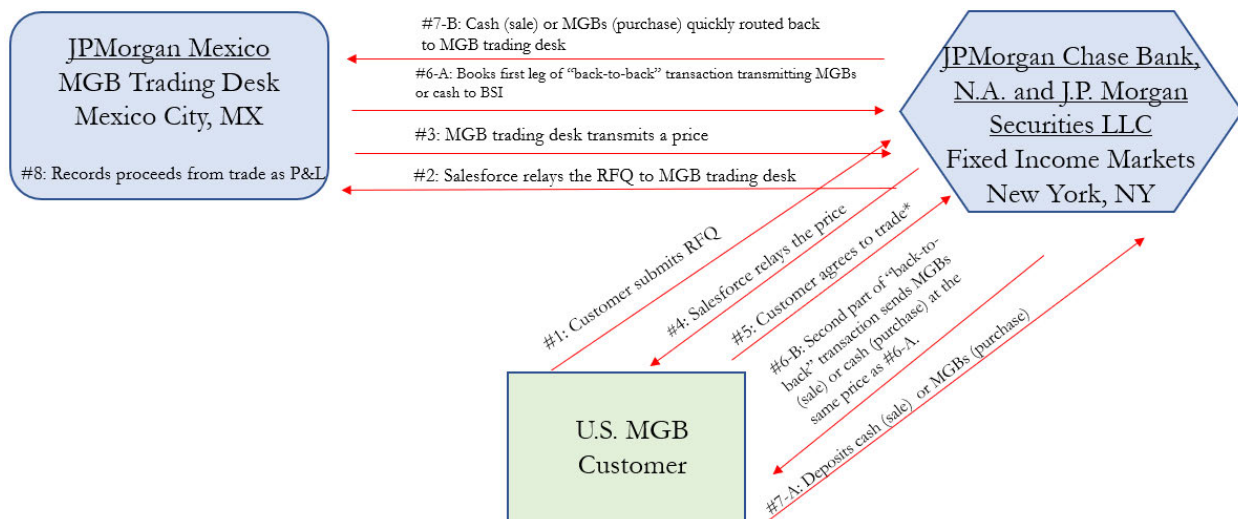 #7-B: Cash (sale) or MGBs (purchase) quickly routed back
to MGB trading desk
JPMorgan Mexico
MGB Trading Desk
Mexico City, MX
#8: Records proceeds from trade as P&L
#6-A: Books first leg of “back-to-back” transaction transmitting MGBs
or cash to BSI
#3: MGB trading desk transmits a price
#2: Salesforce relays the RFQ to MGB trading desk
JPMorgan Chase Bank,
N.A. and J.P. Morgan
Securities LLC
Fixed Income Markets
New York, NY
#1: Customer submits RFQ
#4: Salesforce relays the price
#5: Customer agrees to trade*
#6-B: Second part of “back-to-
back” transaction sends MGBs
(sale) or cash (purchase) at the
same price as #6-A.
#7-A: Deposits cash (sale) or MGBs (purchase)
U.S. MGB
Customer